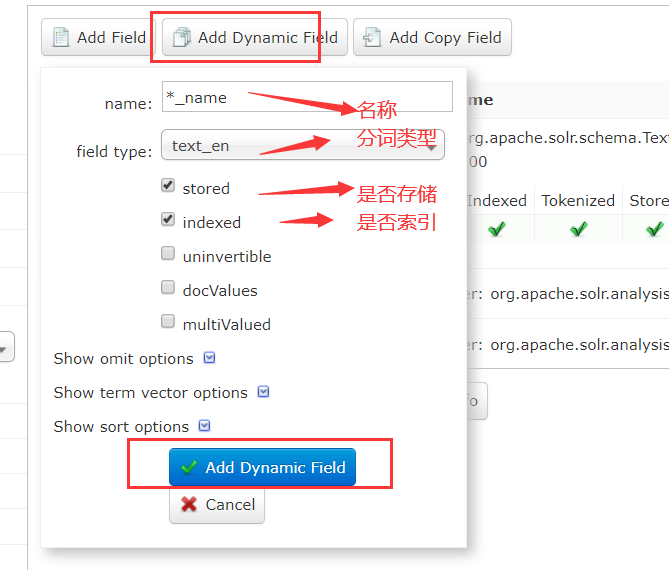 Add Field
Add Dynamic Field
Add Copy Field
name: *_name
名称
me
field type: text_en
分词类型
rg.apache.solr.schema.Text
00
stored
是否存储
Indexed Tokenized Store
indexed
是否索引
uninvertible
docValues
er: org.apache.solr.analysis
multiValued
er: org.apache.solr.analysis
Show omit options
Show term vector options
fo
Show sort options
Add Dynamic Field
Cancel